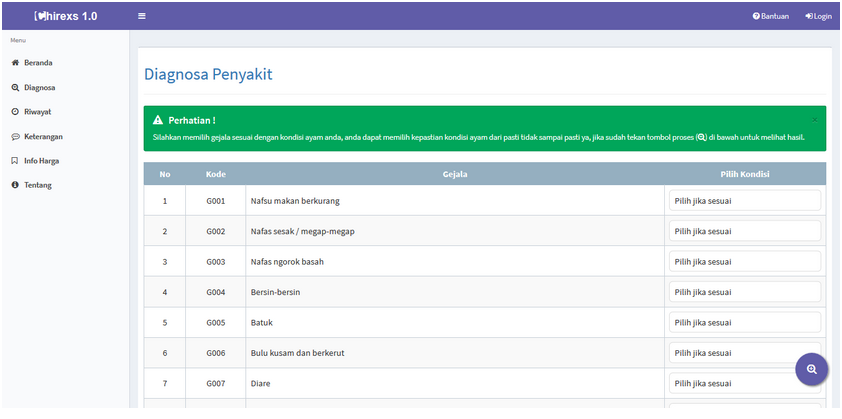 Chirexs 1.0
Bantuan
Login
Menu
Beranda
Diagnosa
Riwayat
Keterangan
Info Harga
Tentang
Diagnosa Penyakit
Perhatian !
×
Silahkan memilih gejala sesuai dengan kondisi ayam anda, anda dapat memilih kepastian kondisi ayam dari pasti tidak sampai pasti ya, jika sudah tekan tombol proses () di bawah untuk melihat hasil.
No Kode Gejala Pilih Kondisi
1 G001 Nafsu makan berkurang Pilih jika sesuai
2 G002 Nafas sesak / megap-megap Pilih jika sesuai
3 G003 Nafas ngorok basah Pilih jika sesuai
4 G004 Bersin-bersin Pilih jika sesuai
5 G005 Batuk Pilih jika sesuai
6 G006 Bulu kusam dan berkerut Pilih jika sesuai
7 G007 Diare Pilih jika sesuai